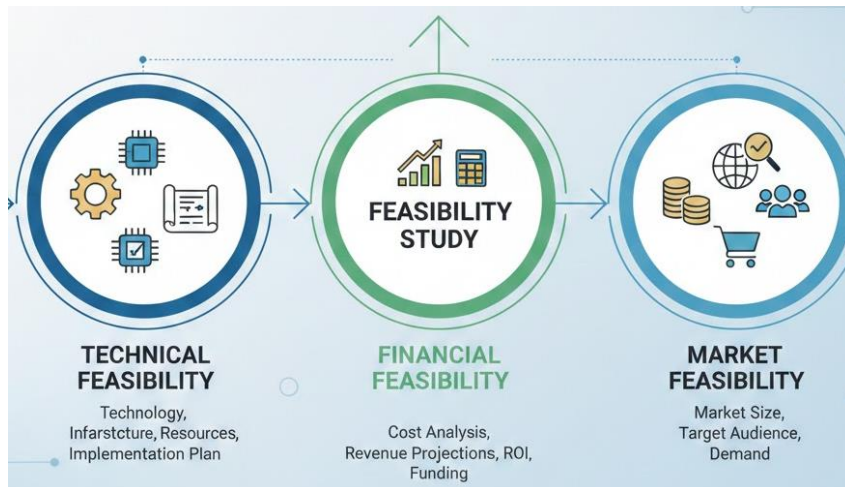 FEASIBILITY
STUDY
TECHNICAL
FEASIBILITY
Technology,
Infarstcture, Resources,
Implementation Plan
FINANCIAL
FEASIBILITY
Cost Analysis,
Revenue Projections, ROI,
Funding
MARKET
FEASIBILITY
Market Size,
Target Audience,
Demand